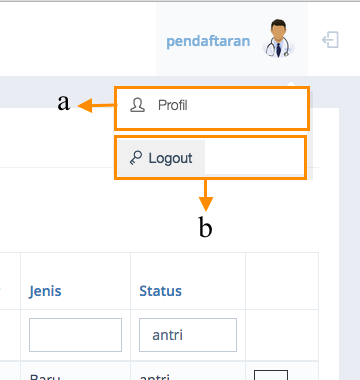 pendaftaran
a
Profil
Logout
b
Jenis
Status
antri
Baru
antri